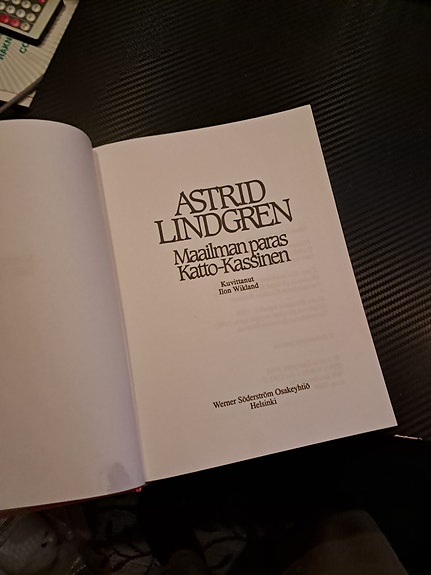 ASTRID
LINDGREN
Maailman paras
Katto-Kassinen
Kuvittanut
Ilon Wikland
Werner Söderström Osakeyhtiö
Helsinki